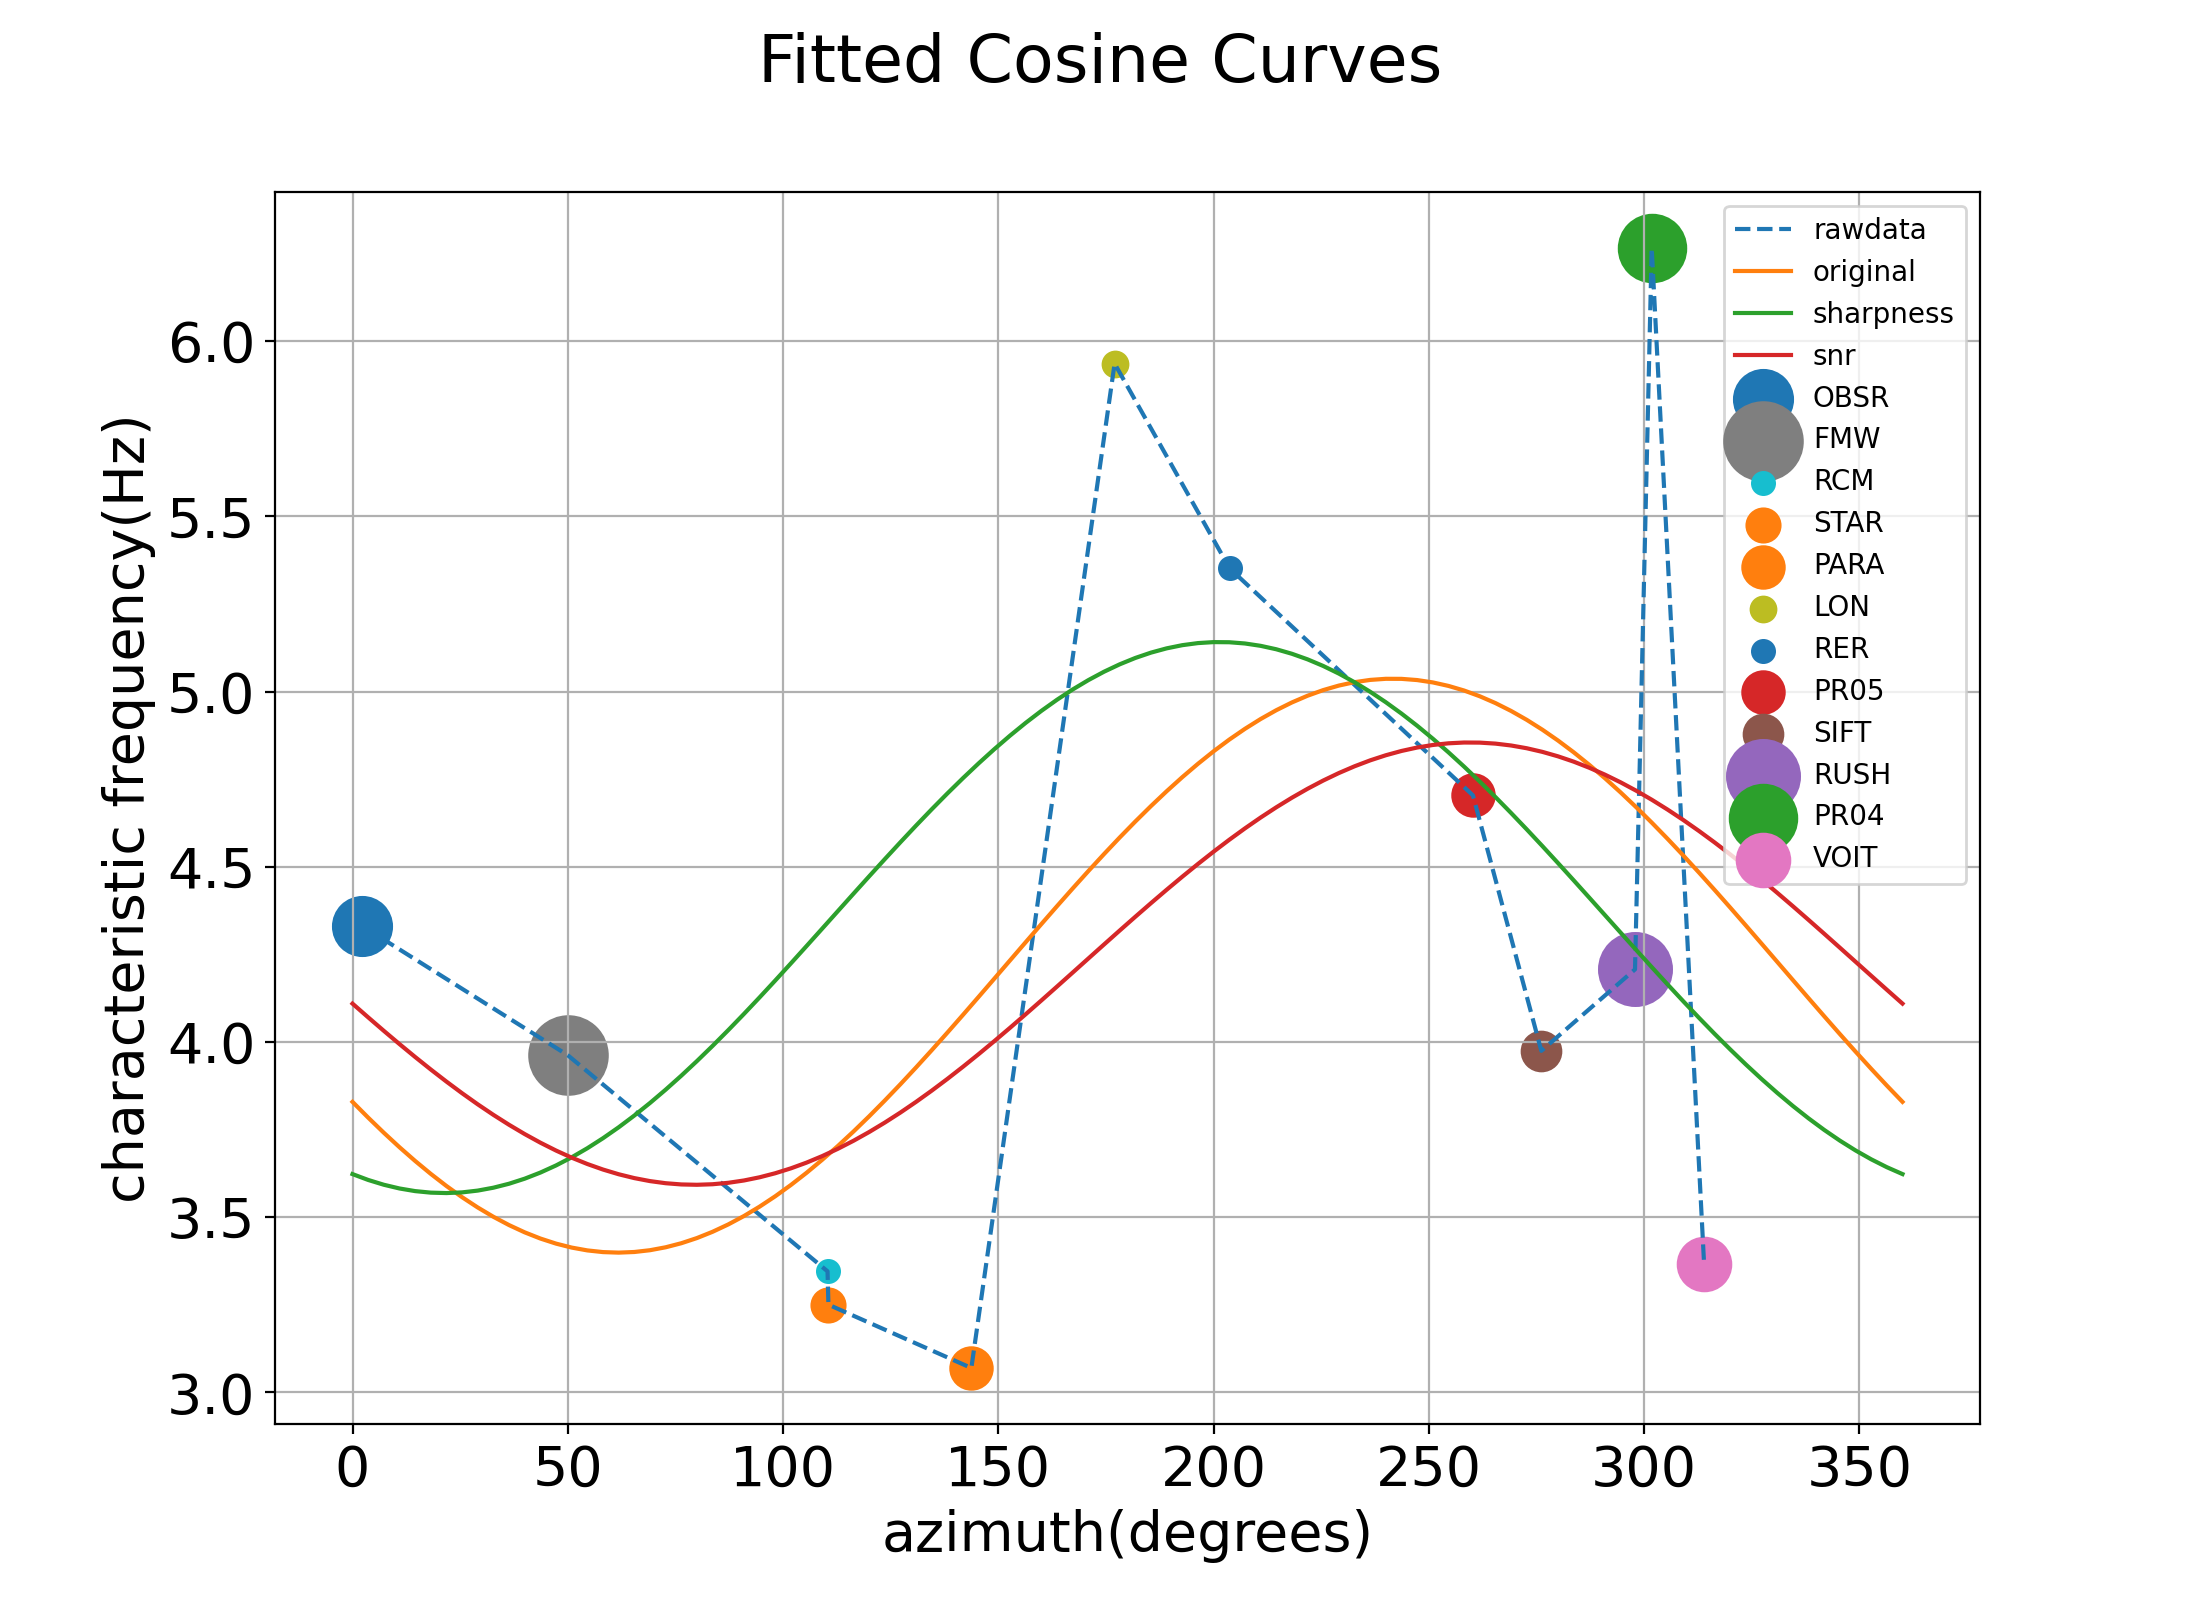 Fitted Cosine Curves
characteristic frequency(Hz)
6.0
5.5
5.0
4.5
4.0
3.5
3.0
0 50 100 150 200 250 300 350
azimuth(degrees)
rawdata
original
sharpness
snr
OBSR
FMW
RCM
STAR
PARA
LON
RER
PR05
SIFT
RUSH
PR04
VOIT